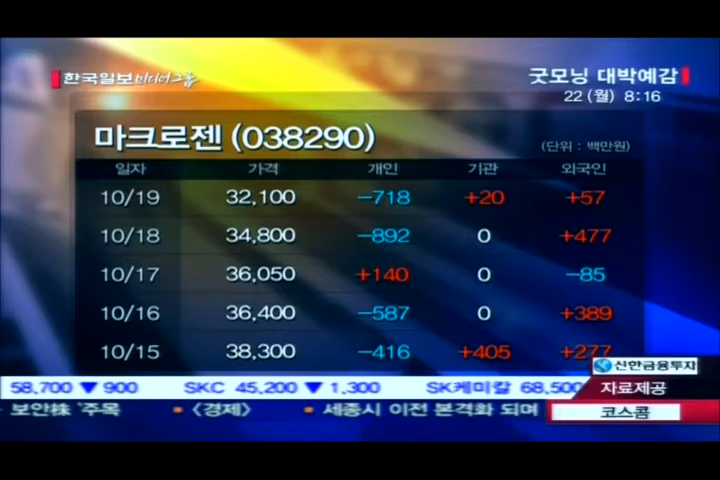 한국일보 미디어그룹
굿모닝 대박예감
22 (월) 8:16
마크로젠 (038290)
(단위 : 백만원)
일자 가격 개인 기관 외국인
10/19 32,100 -718 +20 +57
10/18 34,800 -892 0 +477
10/17 36,050 +140 0 -85
10/16 36,400 -587 0 +389
10/15 38,300 -416 +405 +277
신한금융투자
58,700 ▼ 900 SKC 45,200 ▼ 1,300 SK케미칼 68,500
자료제공
보안株 '주목 <경제> 세종시 이전 본격화 되며
코스콤